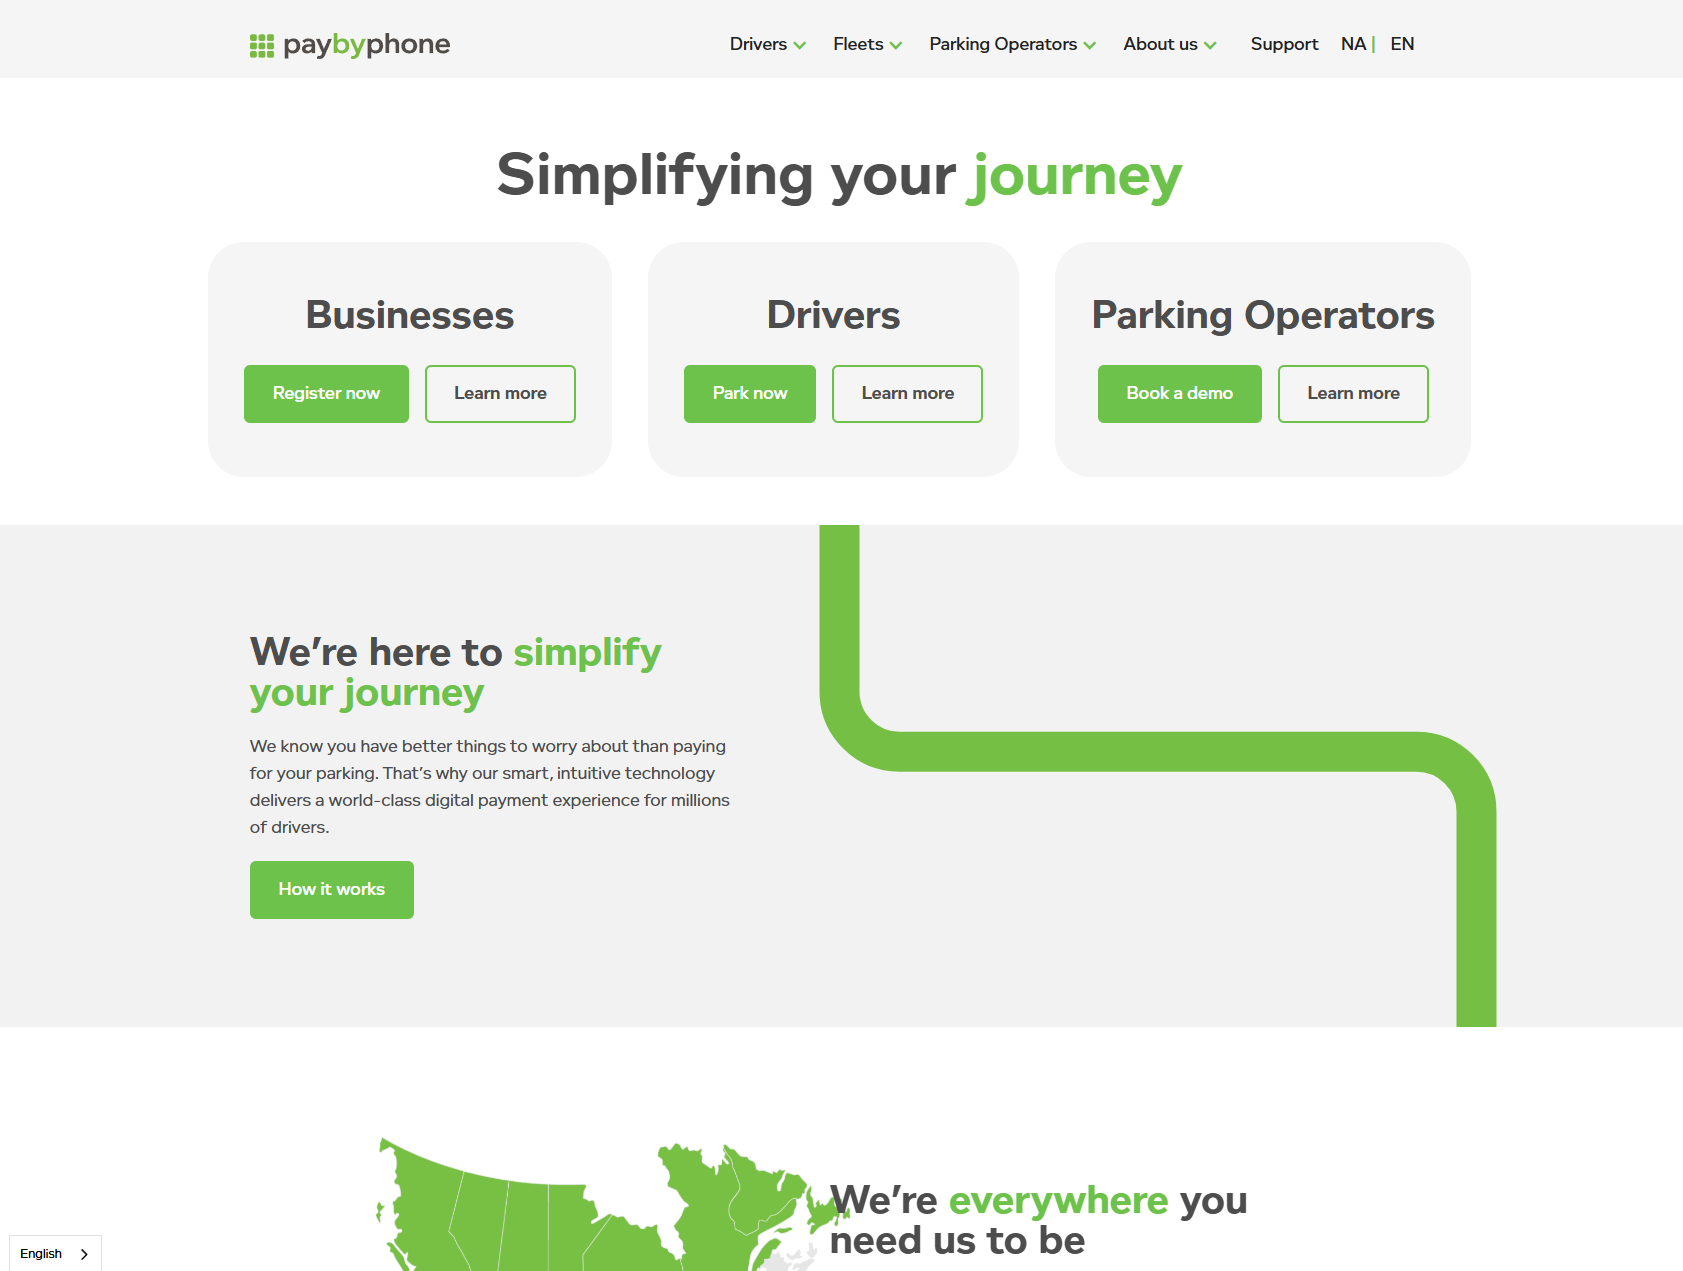 paybyphone
Drivers Fleets Parking Operators About us Support NA | EN
Simplifying your journey
Businesses
Register now Learn more
Drivers
Park now Learn more
Parking Operators
Book a demo Learn more
We’re here to simplify
your journey
We know you have better things to worry about than paying
for your parking. That’s why our smart, intuitive technology
delivers a world-class digital payment experience for millions
of drivers.
How it works
We’re everywhere you
need us to be
English